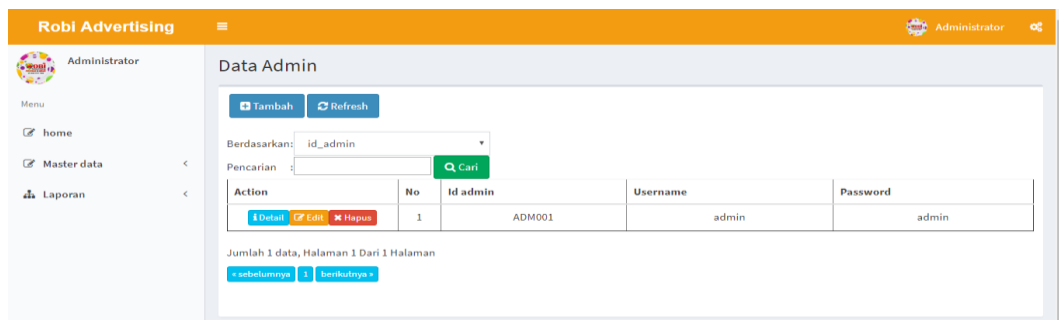 Robi Advertising Administrator
Administrator
Data Admin
Menu
Tambah Refresh
home
Berdasarkan: id_admin
Master data
Pencarian : Cari
Laporan
Action No Id admin Username Password
Detail Edit Hapus 1 ADM001 admin admin
Jumlah 1 data, Halaman 1 Dari 1 Halaman
« sebelumnya 1 berikutnya »